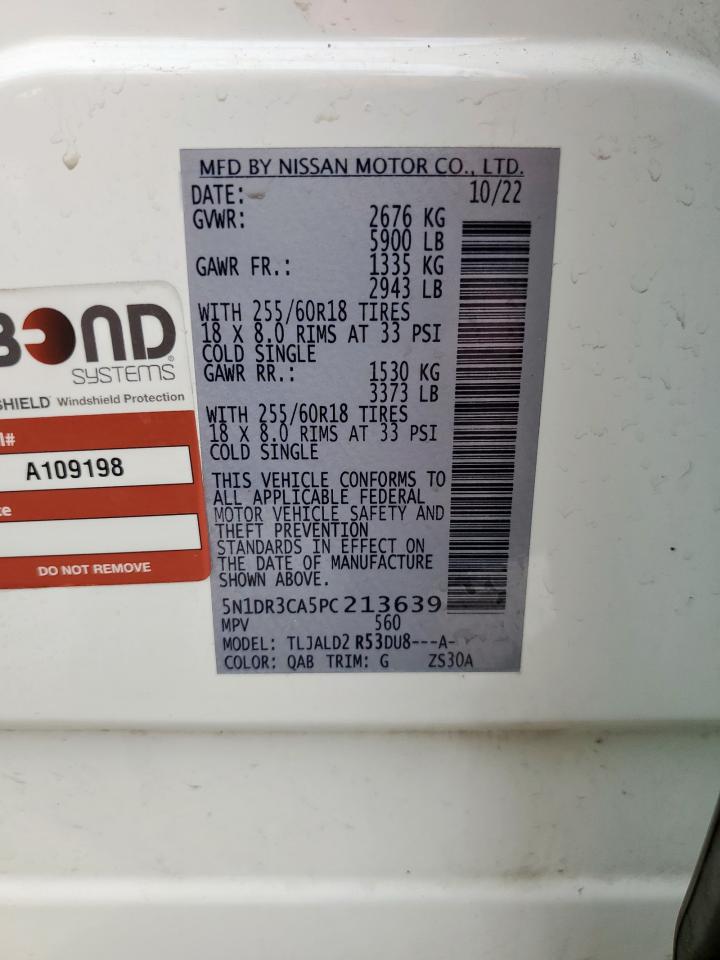 MFD BY NISSAN MOTOR CO., LTD.
DATE: 10/22
GVWR: 2676 KG
5900 LB
GAWR FR.: 1335 KG
2943 LB
WITH 255/60R18 TIRES
18 X 8.0 RIMS AT 33 PSI
COLD SINGLE
GAWR RR.: 1530 KG
3373 LB
WITH 255/60R18 TIRES
18 X 8.0 RIMS AT 33 PSI
COLD SINGLE
THIS VEHICLE CONFORMS TO
ALL APPLICABLE FEDERAL
MOTOR VEHICLE SAFETY AND
THEFT PREVENTION
STANDARDS IN EFFECT ON
THE DATE OF MANUFACTURE
SHOWN ABOVE.
5N1DR3CA5PC213639
MPV 560
MODEL: TLJALD2 R53DU8---A-
COLOR: QAB TRIM: G ZS30A
BOND
SYSTEMS
SHIELD Windshield Protection
A109198
DO NOT REMOVE